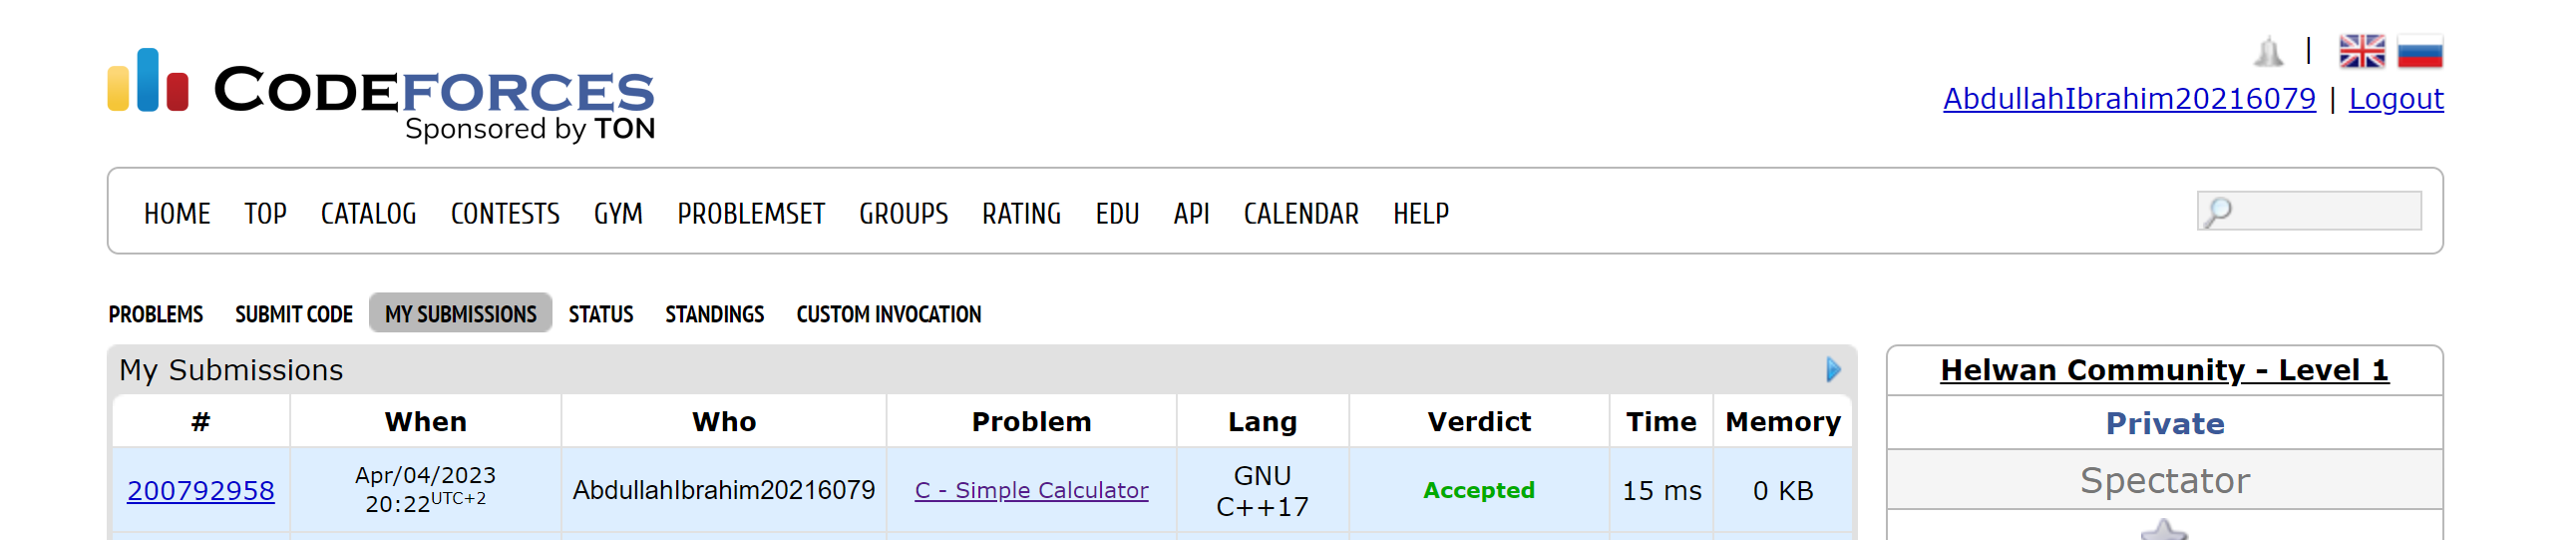 |
AbdullahIbrahim20216079 | Logout
CODEFORCES
Sponsored by TON
HOME TOP CATALOG CONTESTS GYM PROBLEMSET GROUPS RATING EDU API CALENDAR HELP
PROBLEMS SUBMIT CODE MY SUBMISSIONS STATUS STANDINGS CUSTOM INVOCATION
My Submissions
# When Who Problem Lang Verdict Time Memory
200792958 Apr/04/2023 20:22UTC+2 AbdullahIbrahim20216079 C - Simple Calculator GNU C++17 Accepted 15 ms 0 KB
Helwan Community - Level 1
Private
Spectator